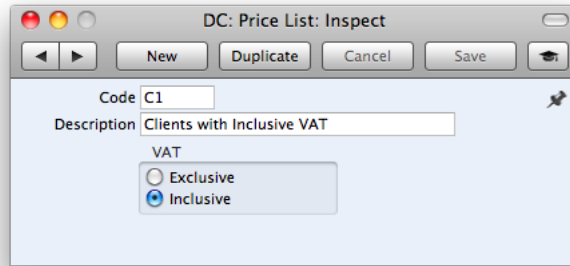 DC: Price List: Inspect
New Duplicate Cancel Save
Code C1
Description Clients with Inclusive VAT
VAT
Exclusive
Inclusive